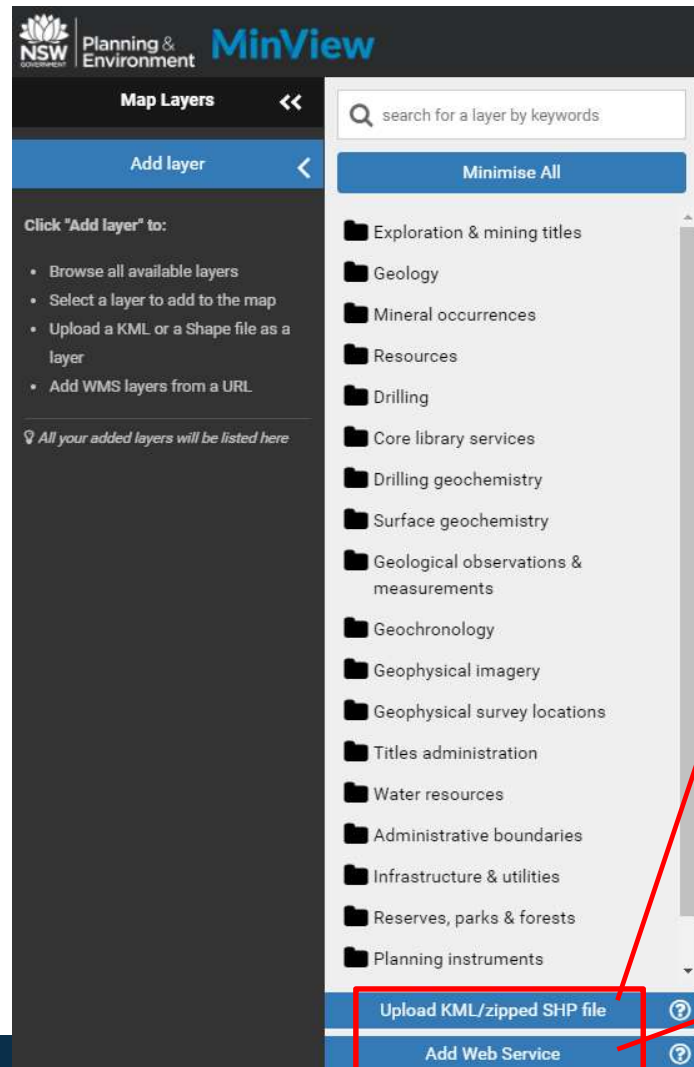 NSW
GOVERNMENT
Planning &
Environment
MinView
Map Layers
Add layer
Click "Add layer" to:
• Browse all available layers
• Select a layer to add to the map
• Upload a KML or a Shape file as a
layer
• Add WMS layers from a URL
All your added layers will be listed here
search for a layer by keywords
Minimise All
Exploration & mining titles
Geology
Mineral occurrences
Resources
Drilling
Core library services
Drilling geochemistry
Surface geochemistry
Geological observations &
measurements
Geochronology
Geophysical imagery
Geophysical survey locations
Titles administration
Water resources
Administrative boundaries
Infrastructure & utilities
Reserves, parks & forests
Planning instruments
Upload KML/zipped SHP file
Add Web Service